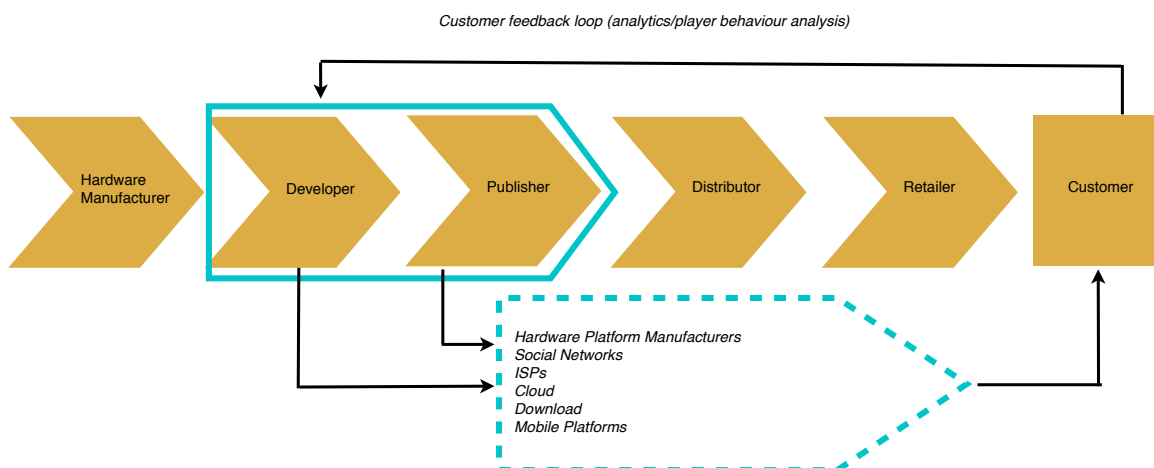 Customer feedback loop (analytics/player behaviour analysis)
Hardware
Manufacturer
Developer
Publisher
Distributor
Retailer
Customer
Hardware Platform Manufacturers
Social Networks
ISPs
Cloud
Download
Mobile Platforms